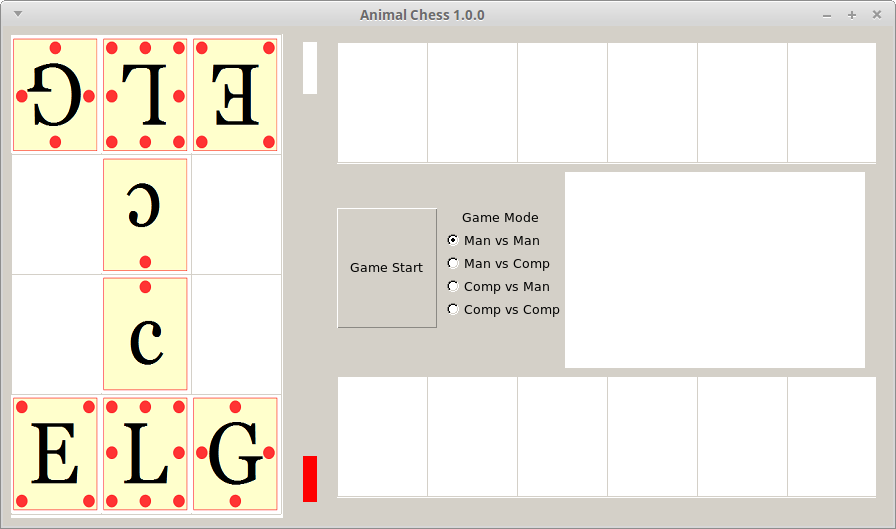 Animal Chess 1.0.0
G L E
c
c
E L G
Game Start
Game Mode
Man vs Man
Man vs Comp
Comp vs Man
Comp vs Comp